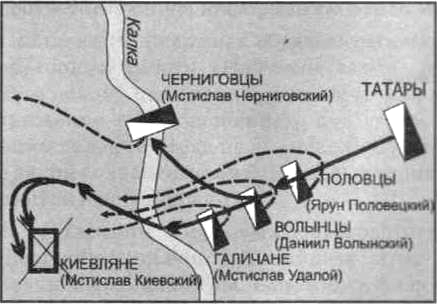 Калка
ЧЕРНИГОВЦЫ
(Мстислав Черниговский)
ТАТАРЫ
ПОЛОВЦЫ
(Ярун Половецкий)
ВОЛЫНЦЫ
(Даниил Волынский)
ГАЛИЧАНЕ
(Мстислав Удалой)
КИЕВЛЯНЕ
(Мстислав Киевский)